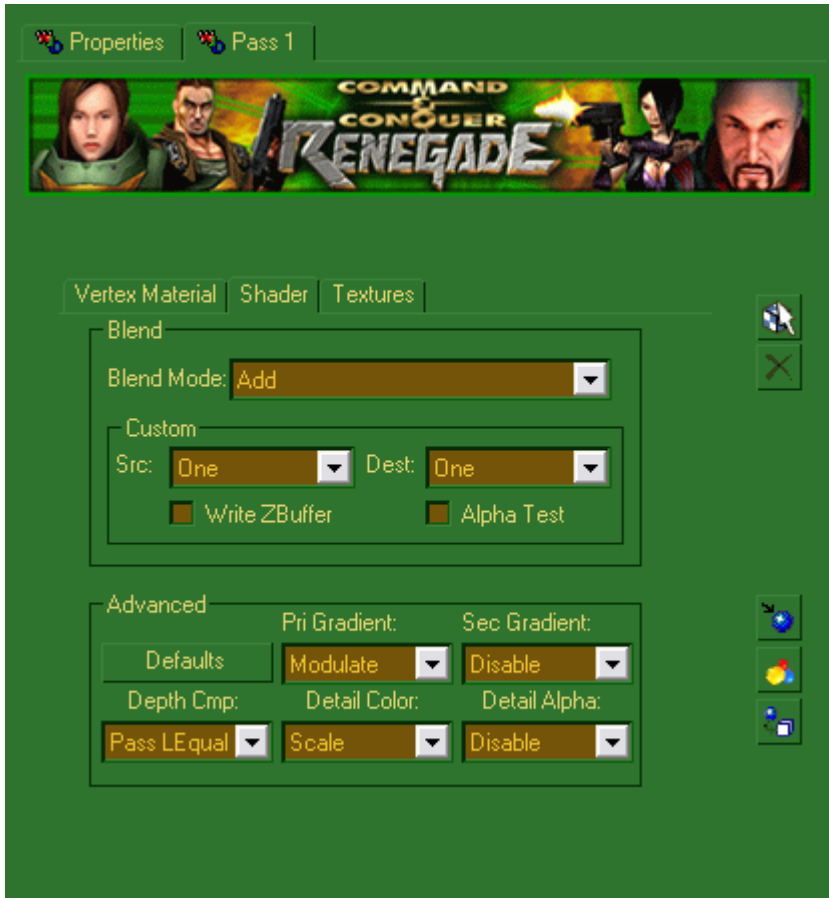 Properties
Pass 1
COMMAND
&
CONQUER
RENEGADE
Vertex Material
Shader
Textures
Blend
Blend Mode: Add
Custom
Src: One
Dest: One
Write ZBuffer
Alpha Test
Advanced
Pri Gradient:
Sec Gradient:
Defaults
Modulate
Disable
Depth Cmp:
Detail Color:
Detail Alpha:
Pass LEqual
Scale
Disable